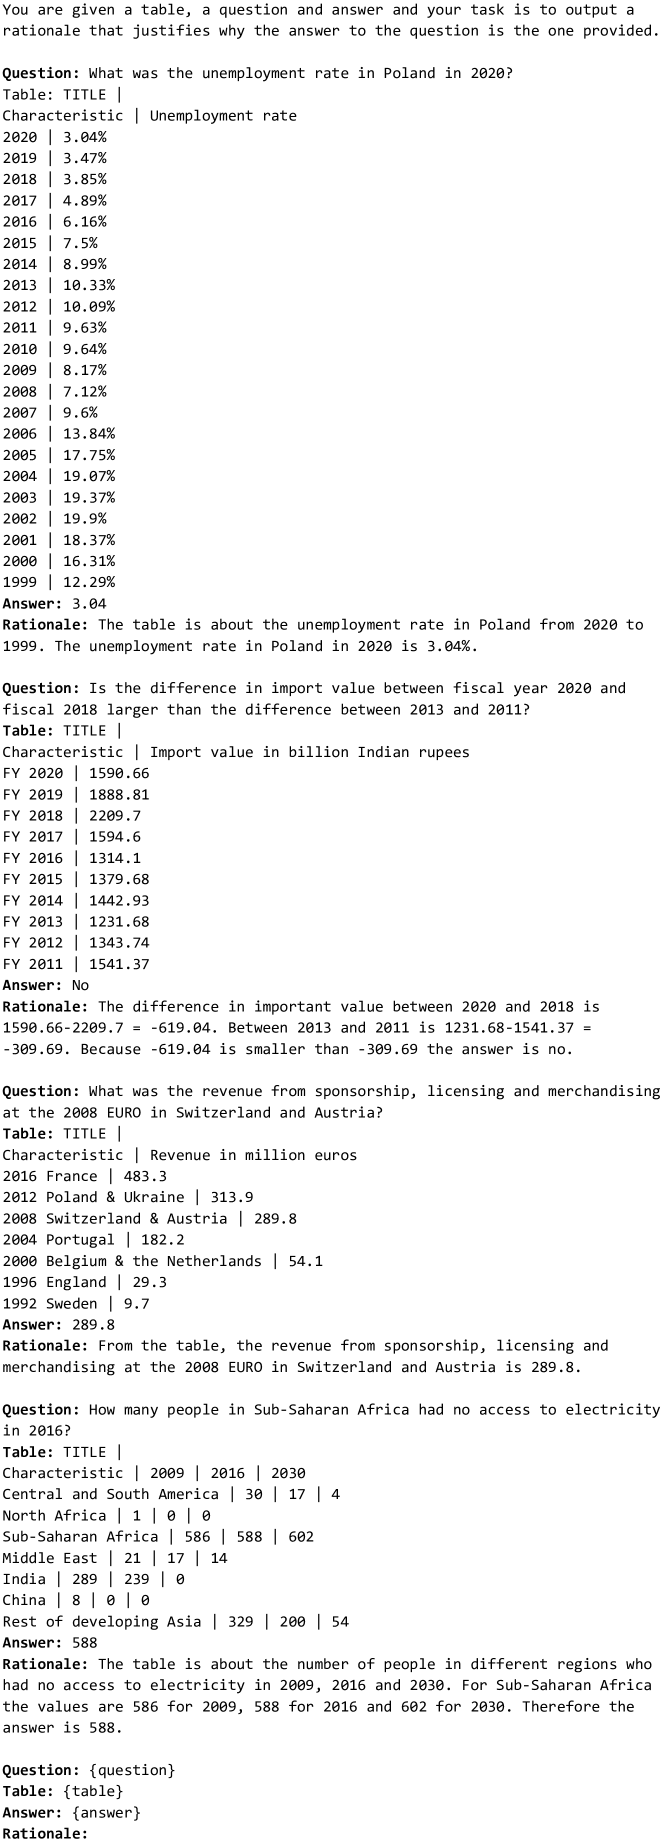 You are given a table, a question and answer and your task is to output a
rationale that justifies why the answer to the question is the one provided.
Question: What was the unemployment rate in Poland in 2020?
Table: TITLE |
Characteristic | Unemployment rate
2020 | 3.04%
2019 | 3.47%
2018 | 3.85%
2017 | 4.89%
2016 | 6.16%
2015 | 7.5%
2014 | 8.99%
2013 | 10.33%
2012 | 10.09%
2011 | 9.63%
2010 | 9.64%
2009 | 8.17%
2008 | 7.12%
2007 | 9.6%
2006 | 13.84%
2005 | 17.75%
2004 | 19.07%
2003 | 19.37%
2002 | 19.9%
2001 | 18.37%
2000 | 16.31%
1999 | 12.29%
Answer: 3.04
Rationale: The table is about the unemployment rate in Poland from 2020 to
1999. The unemployment rate in Poland in 2020 is 3.04%.
Question: Is the difference in import value between fiscal year 2020 and
fiscal 2018 larger than the difference between 2013 and 2011?
Table: TITLE |
Characteristic | Import value in billion Indian rupees
FY 2020 | 1590.66
FY 2019 | 1888.81
FY 2018 | 2209.7
FY 2017 | 1594.6
FY 2016 | 1314.1
FY 2015 | 1379.68
FY 2014 | 1442.93
FY 2013 | 1231.68
FY 2012 | 1343.74
FY 2011 | 1541.37
Answer: No
Rationale: The difference in important value between 2020 and 2018 is
1590.66-2209.7 = -619.04. Between 2013 and 2011 is 1231.68-1541.37 =
-309.69. Because -619.04 is smaller than -309.69 the answer is no.
Question: What was the revenue from sponsorship, licensing and merchandising
at the 2008 EURO in Switzerland and Austria?
Table: TITLE |
Characteristic | Revenue in million euros
2016 France | 483.3
2012 Poland & Ukraine | 313.9
2008 Switzerland & Austria | 289.8
2004 Portugal | 182.2
2000 Belgium & the Netherlands | 54.1
1996 England | 29.3
1992 Sweden | 9.7
Answer: 289.8
Rationale: From the table, the revenue from sponsorship, licensing and
merchandising at the 2008 EURO in Switzerland and Austria is 289.8.
Question: How many people in Sub-Saharan Africa had no access to electricity
in 2016?
Table: TITLE |
Characteristic | 2009 | 2016 | 2030
Central and South America | 30 | 17 | 4
North Africa | 1 | 0 | 0
Sub-Saharan Africa | 586 | 588 | 602
Middle East | 21 | 17 | 14
India | 289 | 239 | 0
China | 8 | 0 | 0
Rest of developing Asia | 329 | 200 | 54
Answer: 588
Rationale: The table is about the number of people in different regions who
had no access to electricity in 2009, 2016 and 2030. For Sub-Saharan Africa
the values are 586 for 2009, 588 for 2016 and 602 for 2030. Therefore the
answer is 588.
Question: {question}
Table: {table}
Answer: {answer}
Rationale: